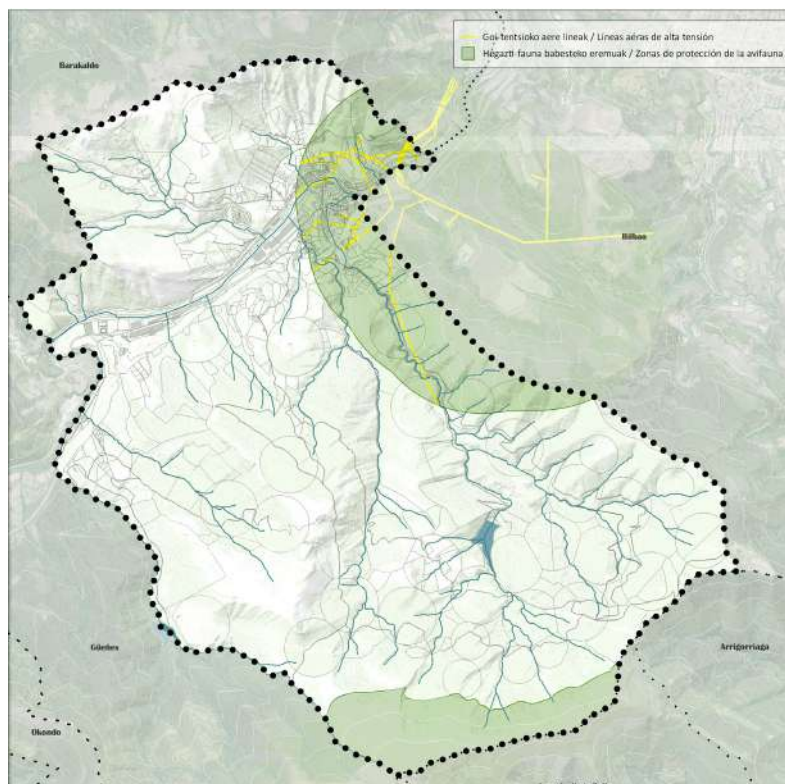 Goi-tentsioko aere lineak / Líneas aéras de alta tensión
Hegazti-fauna babesteko eremuak / Zonas de protección de la avifauna
Barakaldo
Bilbao
Güeñes
Arrigorriaga
Okondo